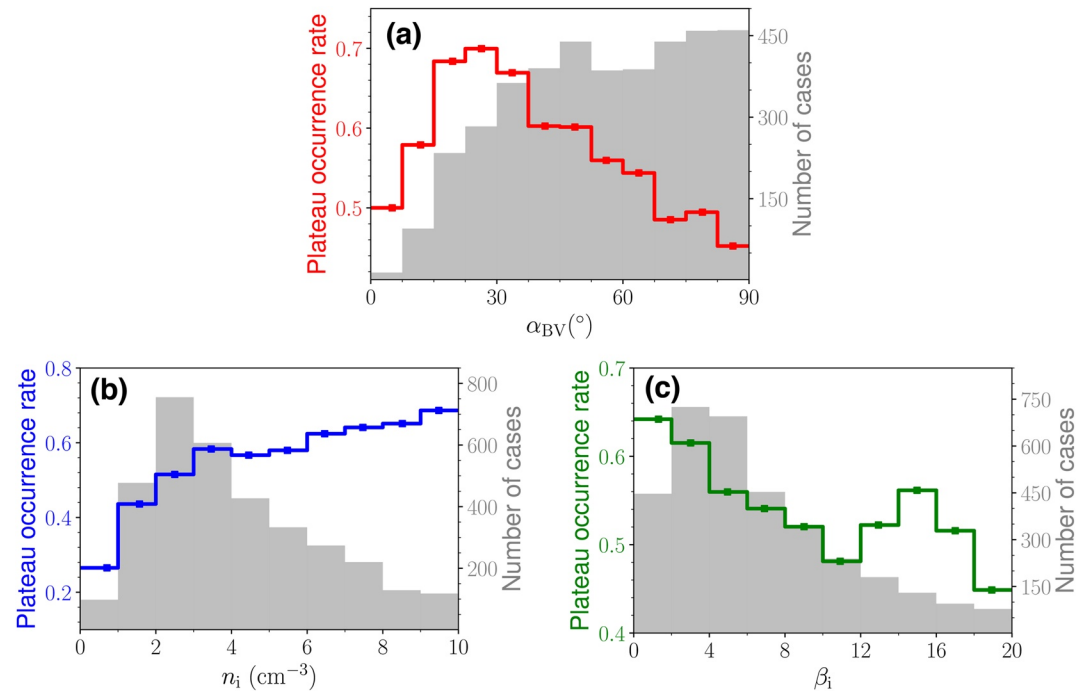 (a)
Plateau occurrence rate
0.7
0.6
0.5
450
300
150
Number of cases
0 30 60 90
α_BV(°)
(b)
Plateau occurrence rate
0.8
0.6
0.4
0.2
800
600
400
200
Number of cases
0 2 4 6 8 10
n_i (cm⁻³)
(c)
Plateau occurrence rate
0.7
0.6
0.5
0.4
750
600
450
300
150
Number of cases
0 4 8 12 16 20
β_i